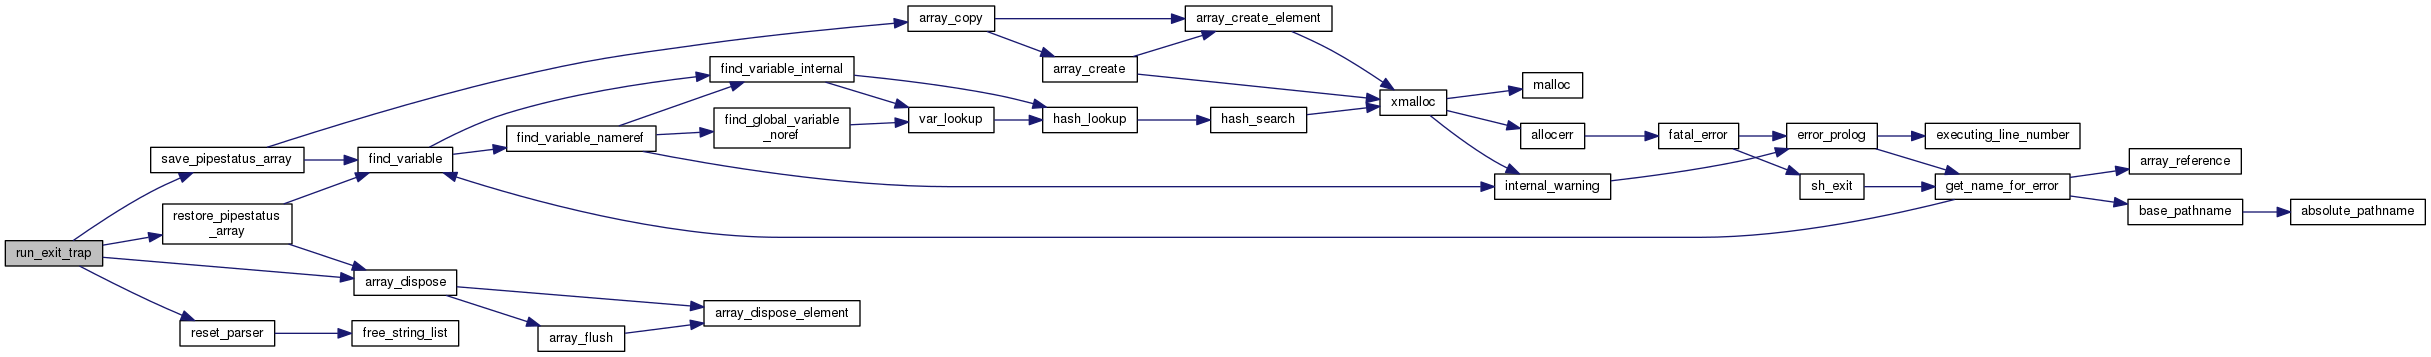 array_copy
array_create_element
find_variable_internal
array_create
malloc
xmalloc
find_global_variable
_noref
var_lookup
hash_lookup
hash_search
find_variable_nameref
allocerr
fatal_error
error_prolog
executing_line_number
save_pipestatus_array
find_variable
array_reference
internal_warning
sh_exit
get_name_for_error
restore_pipestatus
_array
base_pathname
absolute_pathname
run_exit_trap
array_dispose
array_dispose_element
reset_parser
free_string_list
array_flush